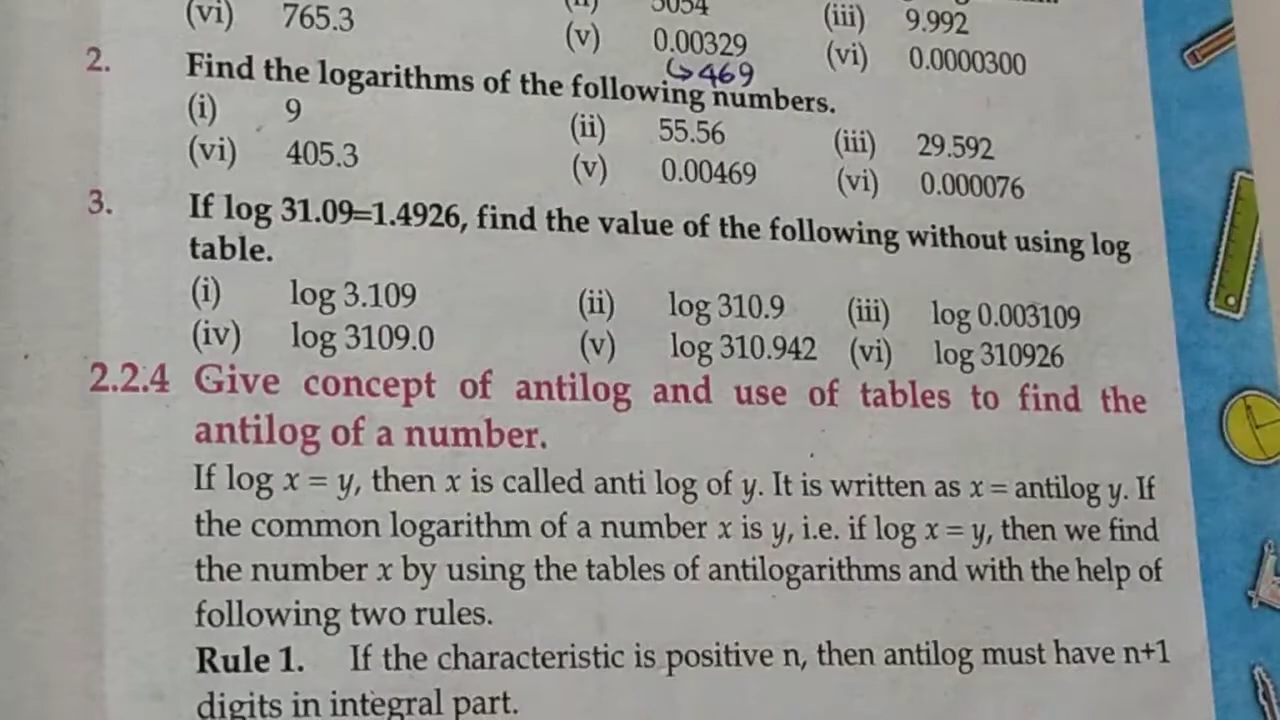 (vi) 765.3 (ii) 5054 (iii) 9.992
(v) 0.00329 (vi) 0.0000300
↳469
2. Find the logarithms of the following numbers.
(i) 9 (ii) 55.56 (iii) 29.592
(vi) 405.3 (v) 0.00469 (vi) 0.000076
3. If log 31.09=1.4926, find the value of the following without using log
table.
(i) log 3.109 (ii) log 310.9 (iii) log 0.003109
(iv) log 3109.0 (v) log 310.942 (vi) log 310926
2.2.4 Give concept of antilog and use of tables to find the
antilog of a number.
If log x = y, then x is called anti log of y. It is written as x = antilog y. If
the common logarithm of a number x is y, i.e. if log x = y, then we find
the number x by using the tables of antilogarithms and with the help of
following two rules.
Rule 1. If the characteristic is positive n, then antilog must have n+1
digits in integral part.